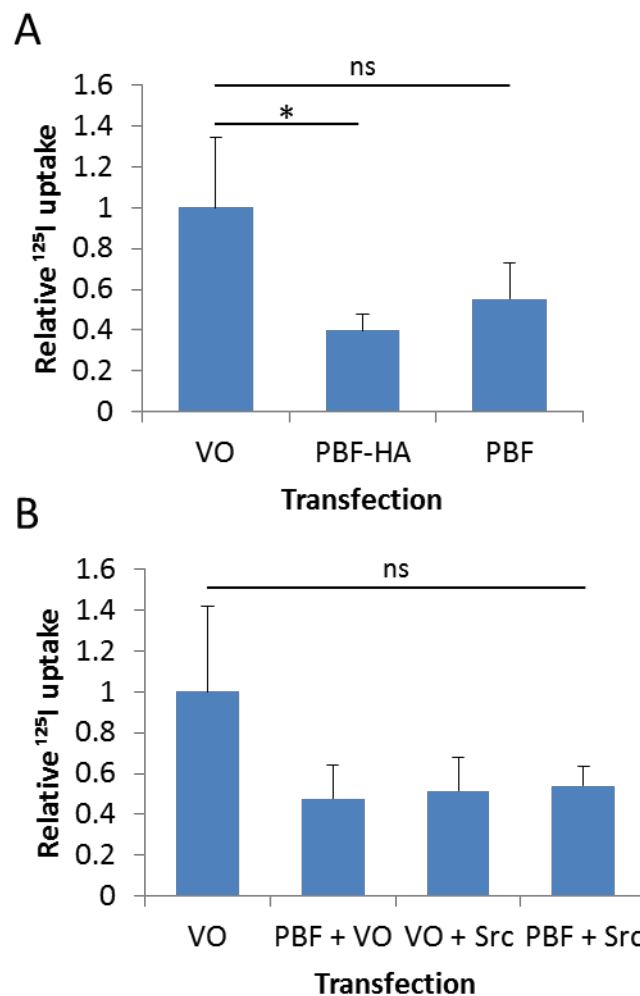 A
ns
*
1.6
1.4
1.2
1
0.8
0.6
0.4
0.2
0
Relative ¹²⁵I uptake
VO PBF-HA PBF
Transfection
B
ns
1.6
1.4
1.2
1
0.8
0.6
0.4
0.2
0
Relative ¹²⁵I uptake
VO PBF + VO VO + Src PBF + Src
Transfection